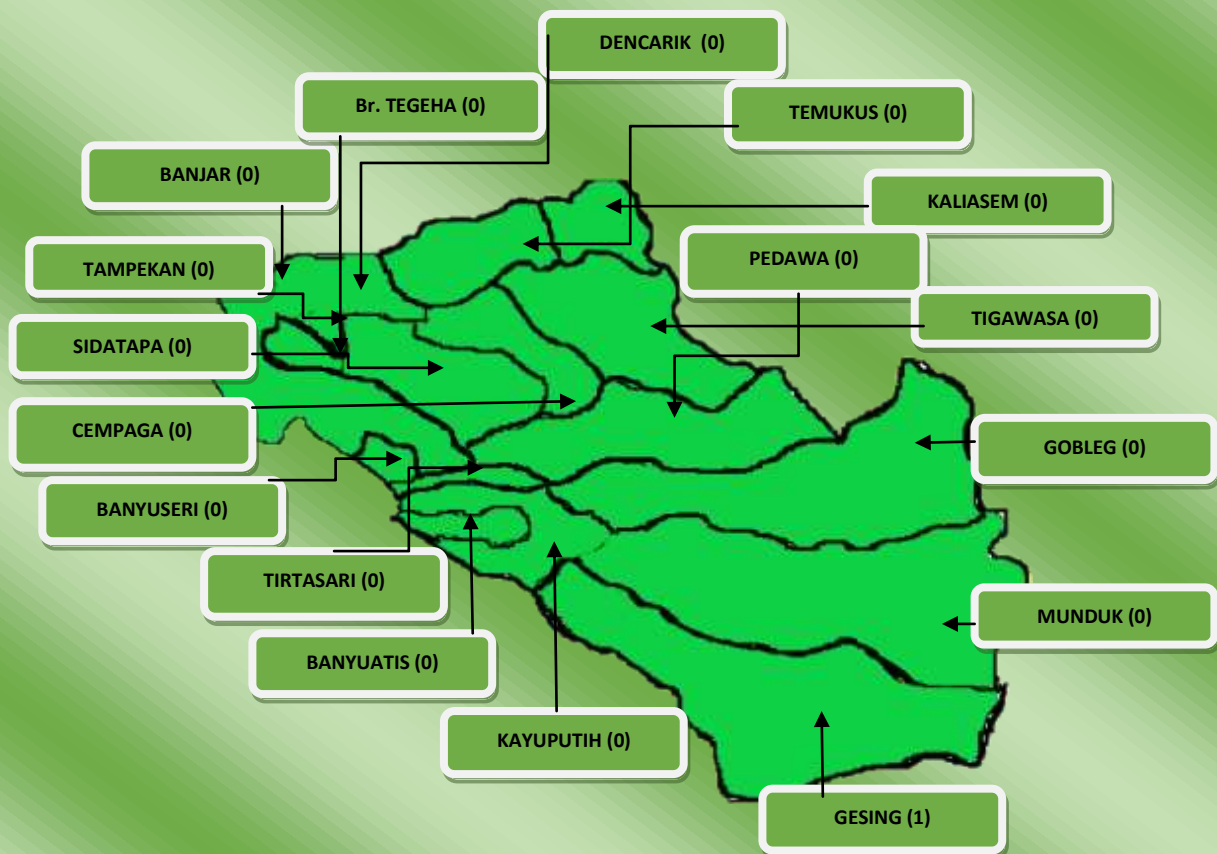 DENCARIK (0)
Br. TEGEHA (0)
TEMUKUS (0)
BANJAR (0)
KALIASEM (0)
TAMPEKAN (0)
PEDAWA (0)
TIGAWASA (0)
SIDATAPA (0)
CEMPAGA (0)
GOBLEG (0)
BANYUSERI (0)
TIRTASARI (0)
MUNDUK (0)
BANYUATIS (0)
KAYUPUTIH (0)
GESING (1)